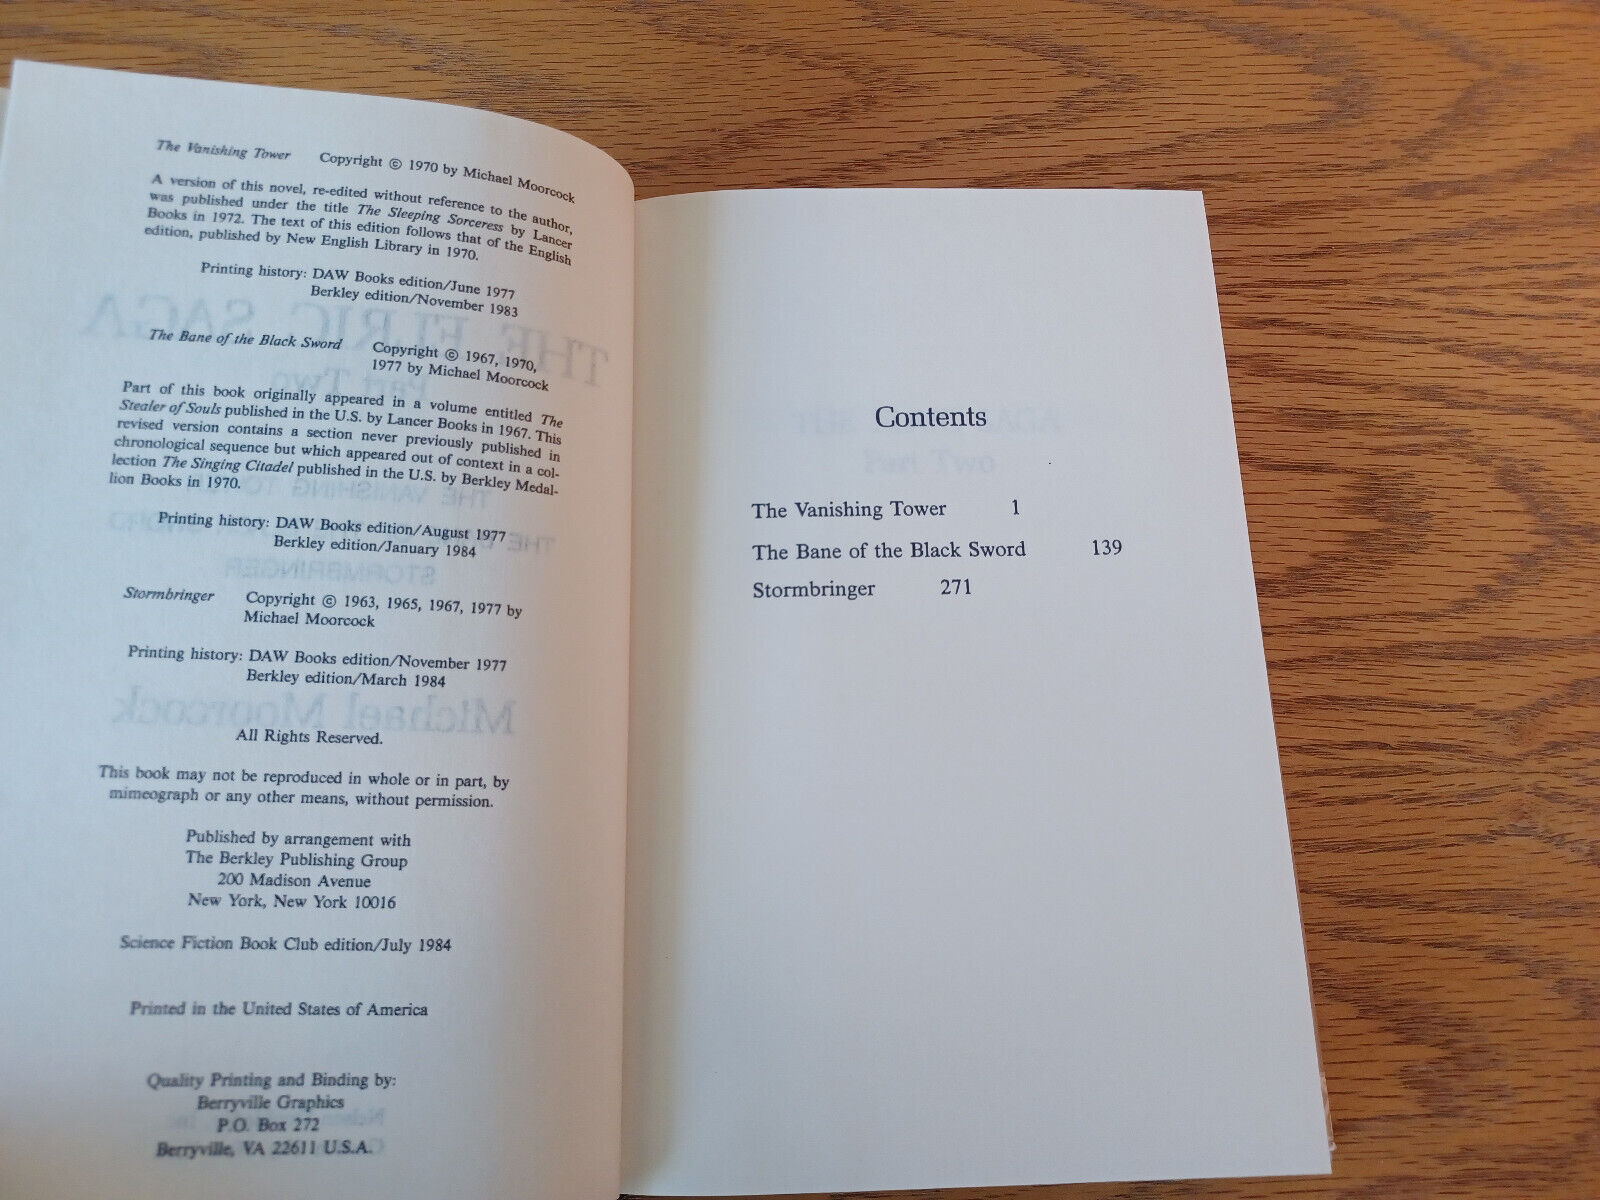 The Vanishing Tower Copyright © 1970 by Michael Moorcock
A version of this novel, re-edited without reference to the author,
was published under the title The Sleeping Sorceress by Lancer
Books in 1972. The text of this edition follows that of the English
edition, published by New English Library in 1970.
Printing history: DAW Books edition/June 1977
Berkley edition/November 1983
The Bane of the Black Sword Copyright © 1967, 1970,
1977 by Michael Moorcock
Part of this book originally appeared in a volume entitled The
Stealer of Souls published in the U.S. by Lancer Books in 1967. This
revised version contains a section never previously published in
chronological sequence but which appeared out of context in a col-
lection The Singing Citadel published in the U.S. by Berkley Medal-
lion Books in 1970.
Printing history: DAW Books edition/August 1977
Berkley edition/January 1984
Stormbringer Copyright © 1963, 1965, 1967, 1977 by
Michael Moorcock
Printing history: DAW Books edition/November 1977
Berkley edition/March 1984
All Rights Reserved.
This book may not be reproduced in whole or in part, by
mimeograph or any other means, without permission.
Published by arrangement with
The Berkley Publishing Group
200 Madison Avenue
New York, New York 10016
Science Fiction Book Club edition/July 1984
Printed in the United States of America
Quality Printing and Binding by:
Berryville Graphics
P.O. Box 272
Berryville, VA 22611 U.S.A.
Contents
The Vanishing Tower 1
The Bane of the Black Sword 139
Stormbringer 271